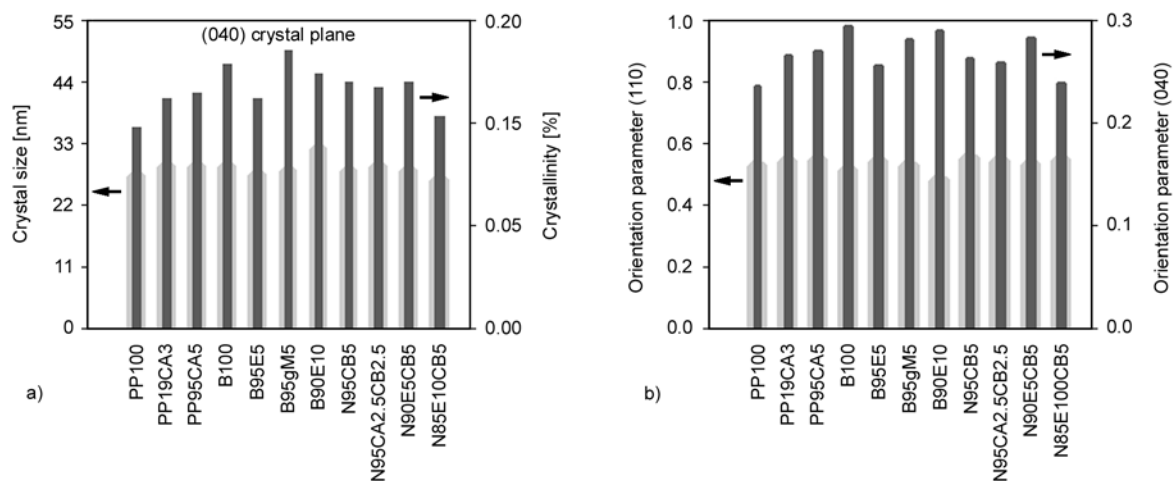 55
44
33
22
11
0
Crystal size [nm]
(040) crystal plane
0.20
0.15
0.05
0.00
Crystallinity [%]
PP100
PP19CA3
PP95CA5
B100
B95E5
B95gM5
B90E10
N95CB5
N95CA2.5CB2.5
N90E5CB5
N85E10CB5
a)
1.0
0.8
0.6
0.4
0.2
0.0
Orientation parameter (110)
0.3
0.2
0.1
0.0
Orientation parameter (040)
PP100
PP19CA3
PP95CA5
B100
B95E5
B95gM5
B90E10
N95CB5
N95CA2.5CB2.5
N90E5CB5
N85E100CB5
b)